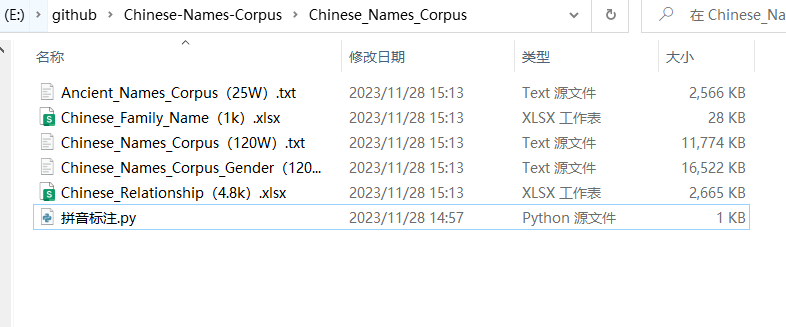 (E:) › github › Chinese-Names-Corpus › Chinese_Names_Corpus 在 Chinese_Na
名称 修改日期 类型 大小
Ancient_Names_Corpus（25W）.txt 2023/11/28 15:13 Text 源文件 2,566 KB
Chinese_Family_Name（1k）.xlsx 2023/11/28 15:13 XLSX 工作表 28 KB
Chinese_Names_Corpus（120W）.txt 2023/11/28 15:13 Text 源文件 11,774 KB
Chinese_Names_Corpus_Gender（120... 2023/11/28 15:13 Text 源文件 16,522 KB
Chinese_Relationship（4.8k）.xlsx 2023/11/28 15:13 XLSX 工作表 2,665 KB
拼音标注.py 2023/11/28 14:57 Python 源文件 1 KB